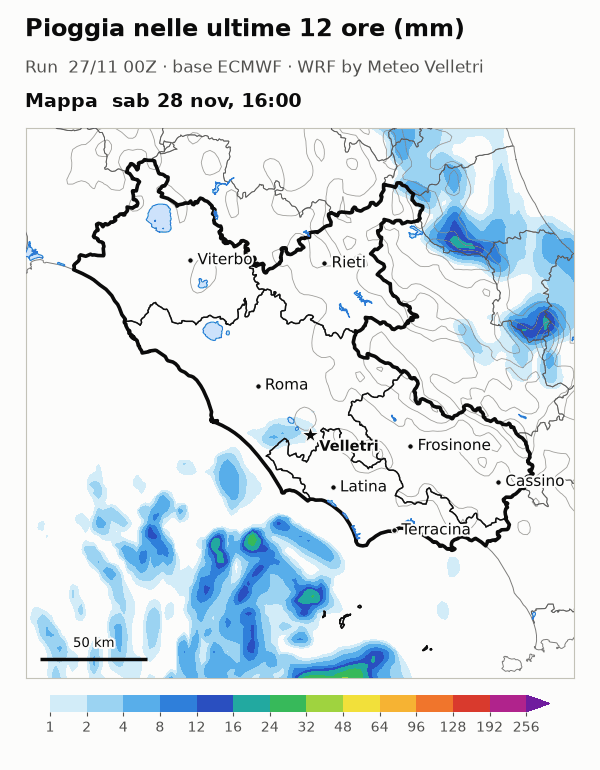 Pioggia nelle ultime 12 ore (mm)
Run  27/11 00Z · base ECMWF · WRF by Meteo Velletri
Mappa  sab 28 nov, 16:00
Viterbo
Rieti
Roma
Velletri
Frosinone
Latina
Cassino
Terracina
50 km
1 2 4 8 12 16 24 32 48 64 96 128 192 256